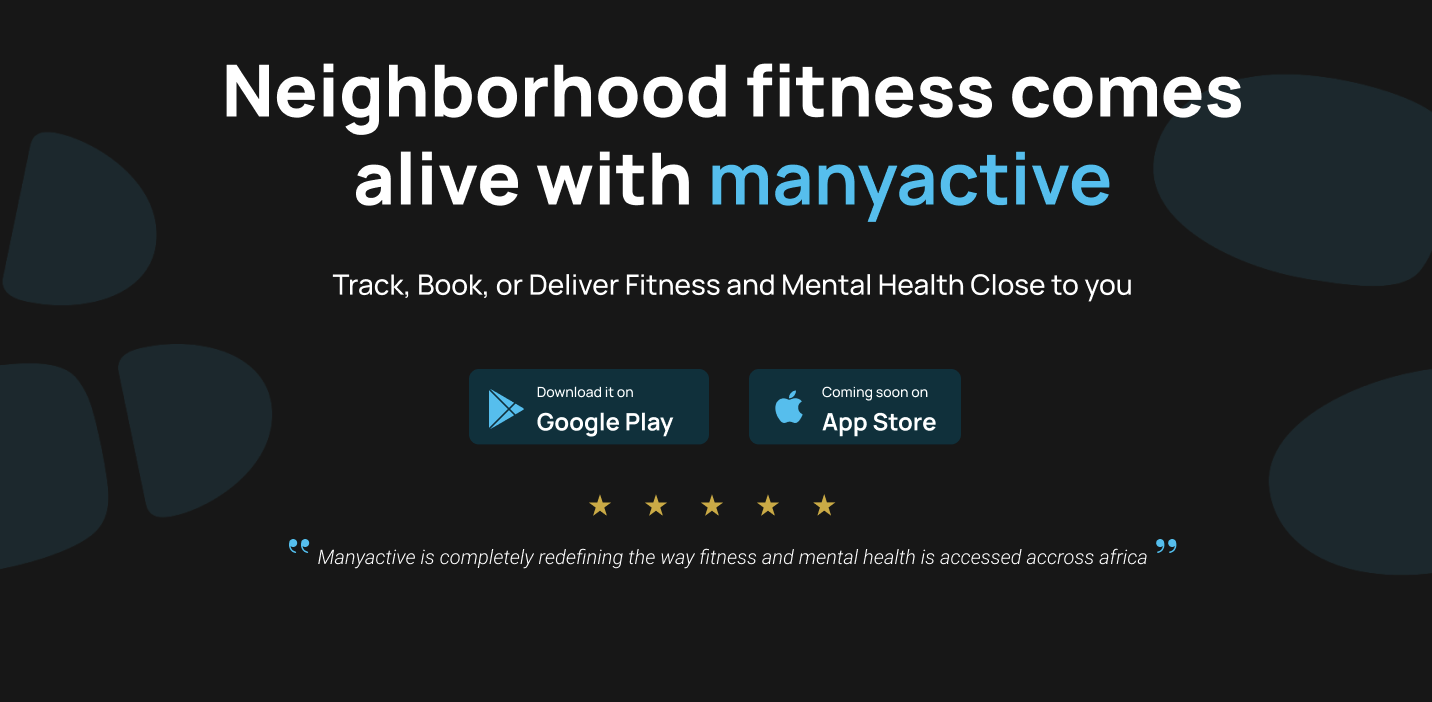 Neighborhood fitness comes
alive with manyactive
Track, Book, or Deliver Fitness and Mental Health Close to you
Download it on
Google Play
Coming soon on
App Store
❟❟ Manyactive is completely redefining the way fitness and mental health is accessed accross africa ❟❟